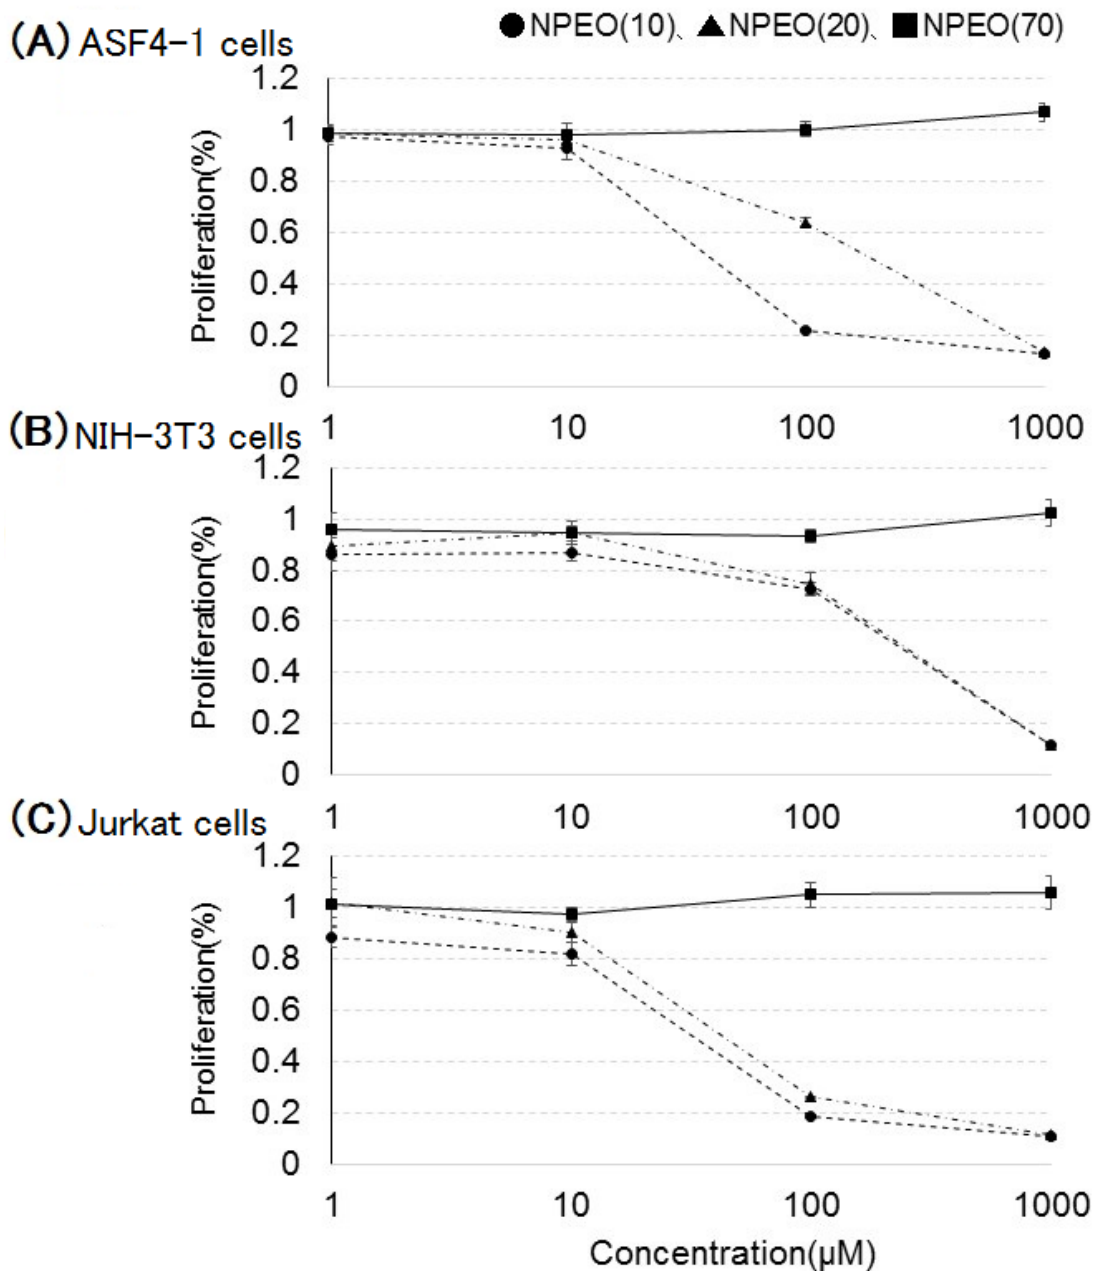 ●NPEO(10)、▲NPEO(20)、■NPEO(70)
(A) ASF4-1 cells
1.2
1
0.8
0.6
0.4
0.2
0
Proliferation(%)
1 10 100 1000
(B) NIH-3T3 cells
1.2
1
0.8
0.6
0.4
0.2
0
Proliferation(%)
1 10 100 1000
(C) Jurkat cells
1.2
1
0.8
0.6
0.4
0.2
0
Proliferation(%)
1 10 100 1000
Concentration(μM)